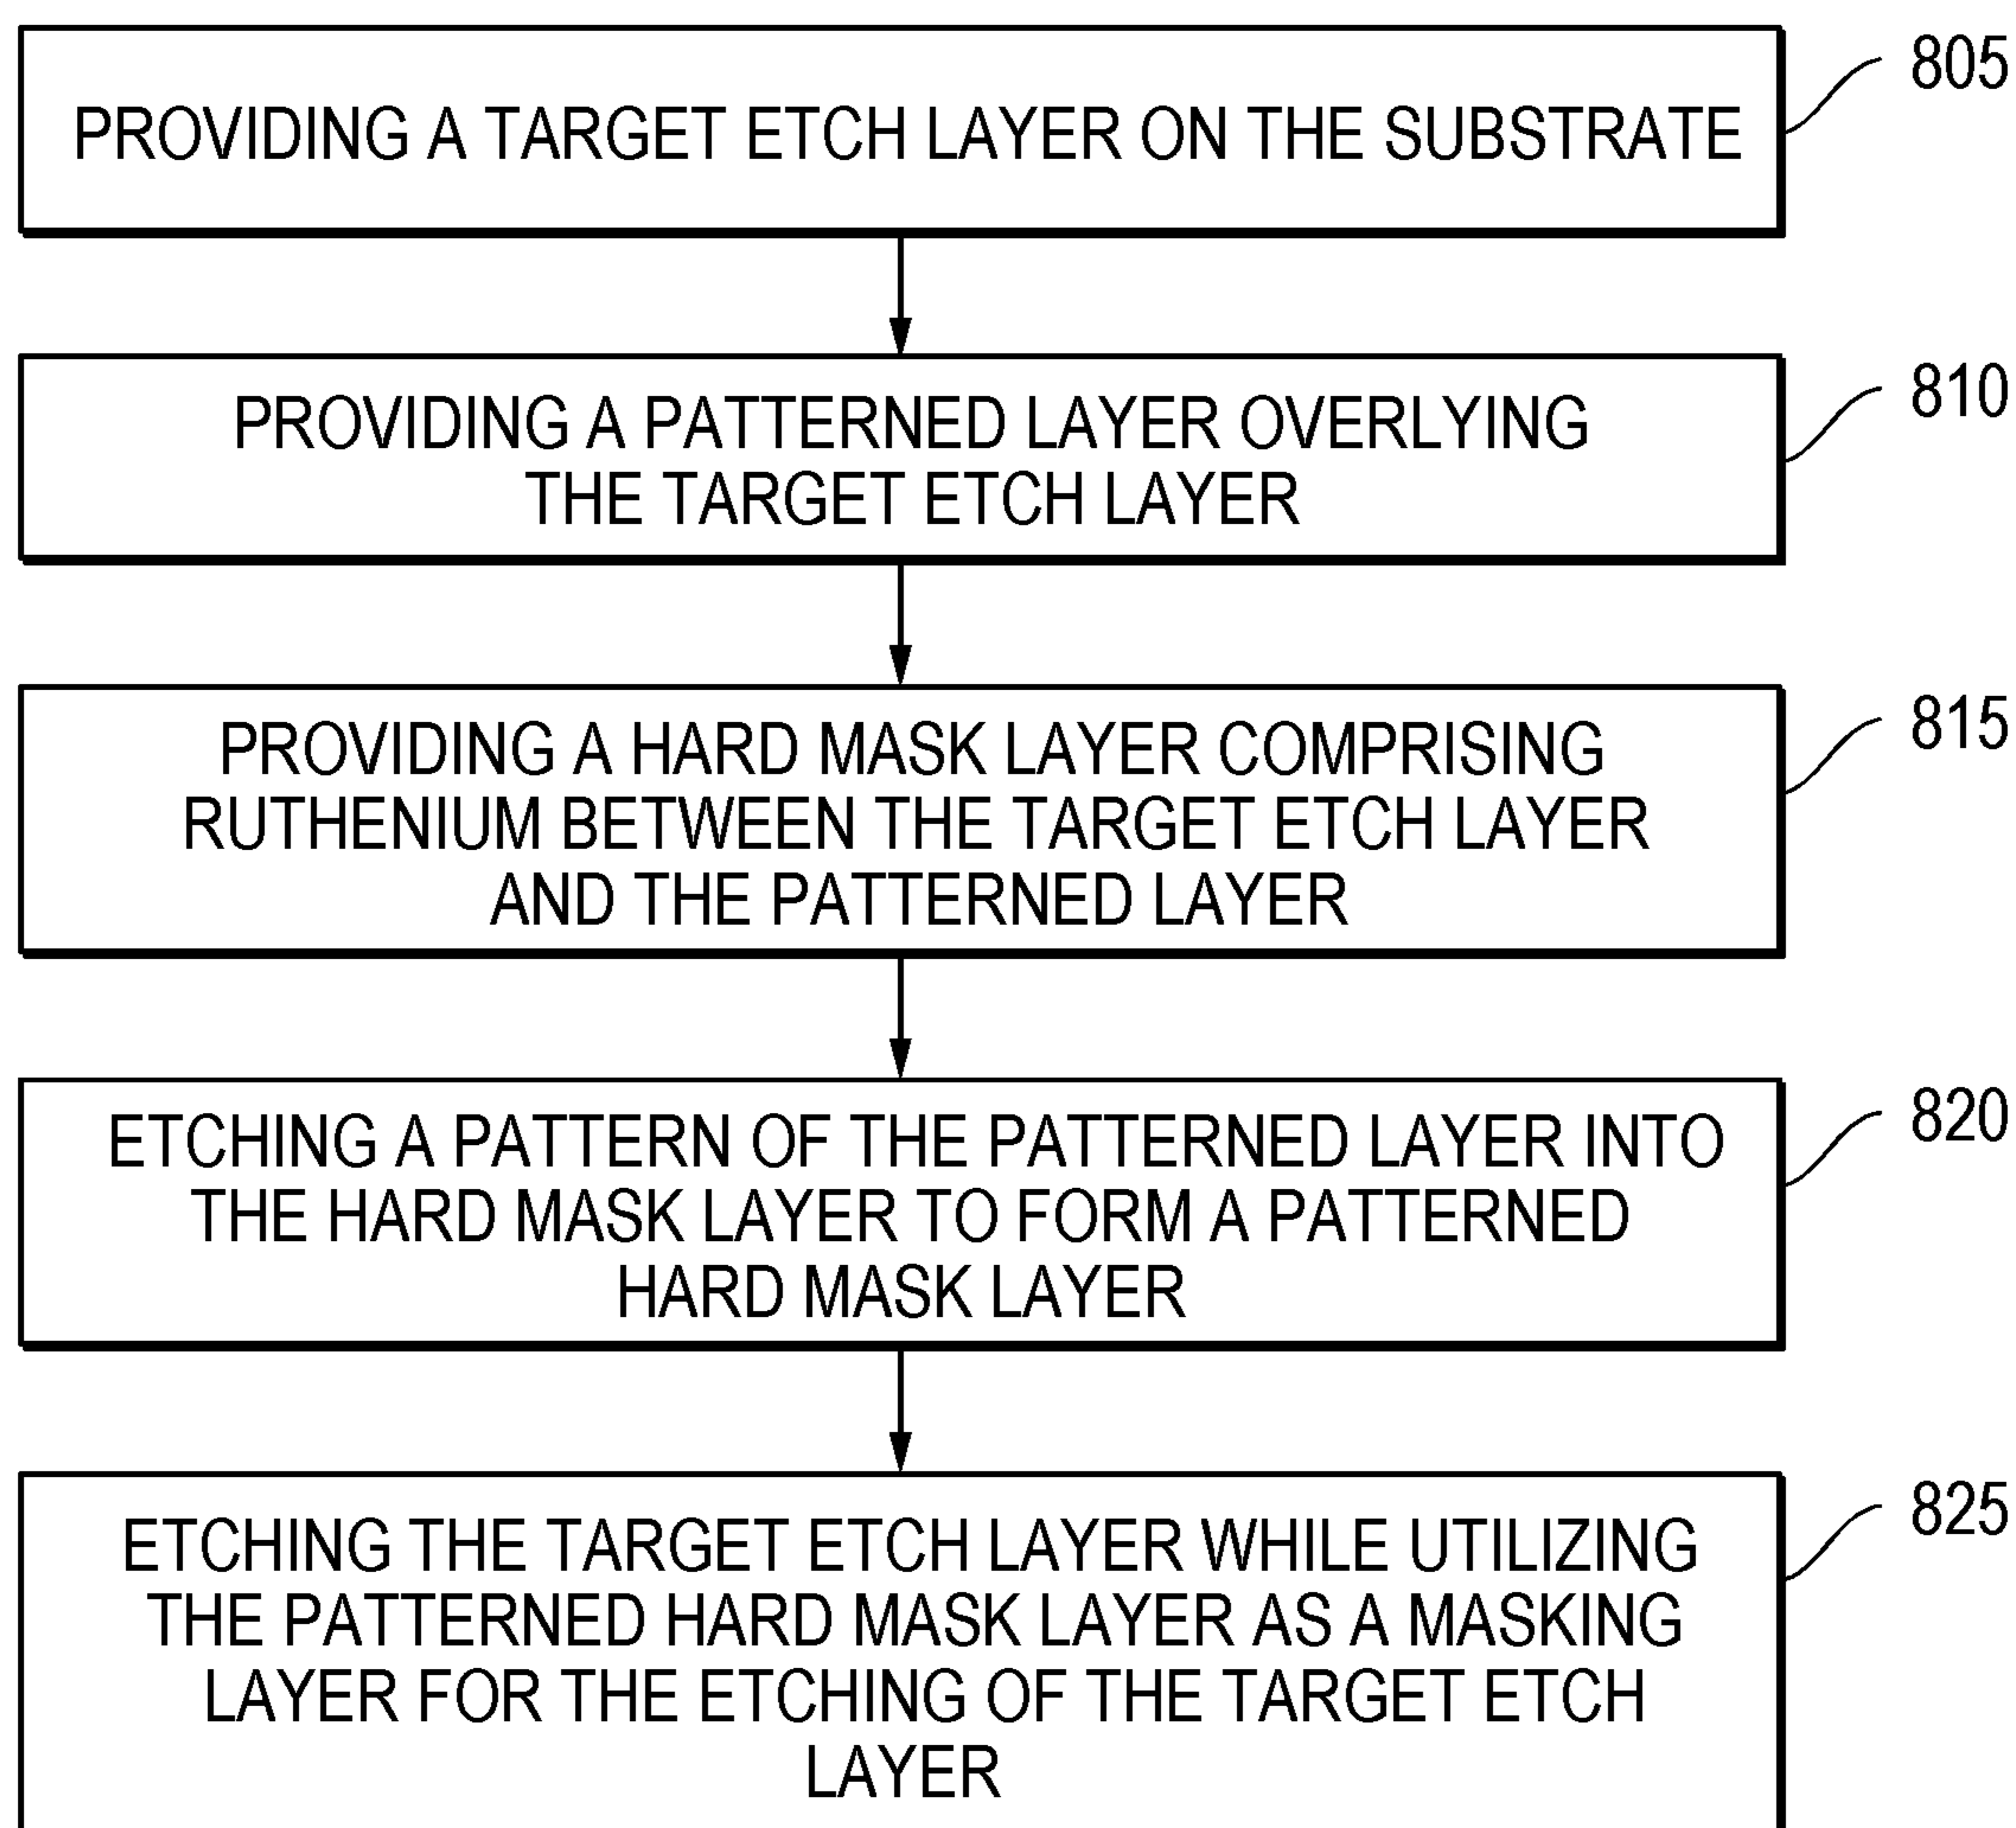 805
PROVIDING A TARGET ETCH LAYER ON THE SUBSTRATE
810
PROVIDING A PATTERNED LAYER OVERLYING
THE TARGET ETCH LAYER
815
PROVIDING A HARD MASK LAYER COMPRISING
RUTHENIUM BETWEEN THE TARGET ETCH LAYER
AND THE PATTERNED LAYER
820
ETCHING A PATTERN OF THE PATTERNED LAYER INTO
THE HARD MASK LAYER TO FORM A PATTERNED
HARD MASK LAYER
825
ETCHING THE TARGET ETCH LAYER WHILE UTILIZING
THE PATTERNED HARD MASK LAYER AS A MASKING
LAYER FOR THE ETCHING OF THE TARGET ETCH
LAYER